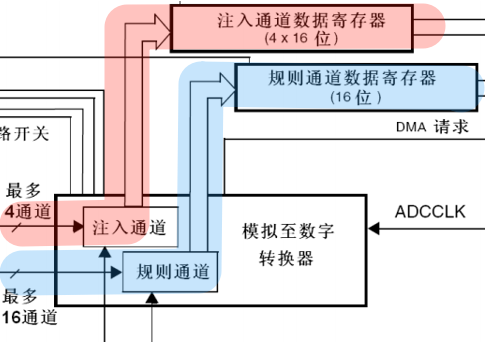 注入通道数据寄存器
(4 x 16 位)
规则通道数据寄存器
(16 位)
路开关
DMA 请求
最多
4通道
注入通道
模拟至数字
转换器
ADCCLK
规则通道
最多
16通道